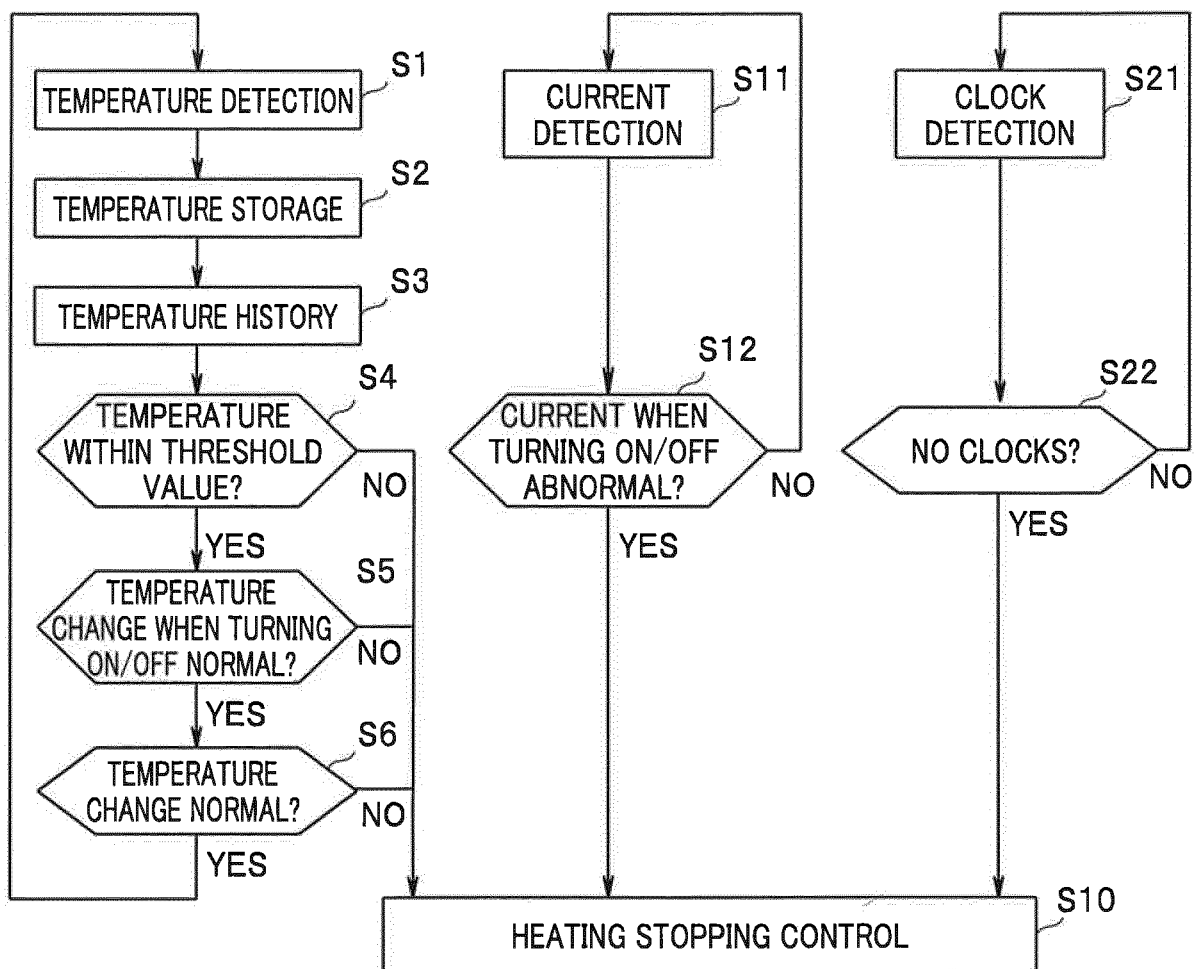 S1
TEMPERATURE DETECTION
S2
TEMPERATURE STORAGE
S3
TEMPERATURE HISTORY
S4
TEMPERATURE
WITHIN THRESHOLD
VALUE?
NO
YES
S5
TEMPERATURE
CHANGE WHEN TURNING
ON/OFF NORMAL?
NO
YES
S6
TEMPERATURE
CHANGE NORMAL?
NO
YES
S11
CURRENT
DETECTION
S12
CURRENT WHEN
TURNING ON/OFF
ABNORMAL?
NO
YES
S21
CLOCK
DETECTION
S22
NO CLOCKS?
NO
YES
S10
HEATING STOPPING CONTROL